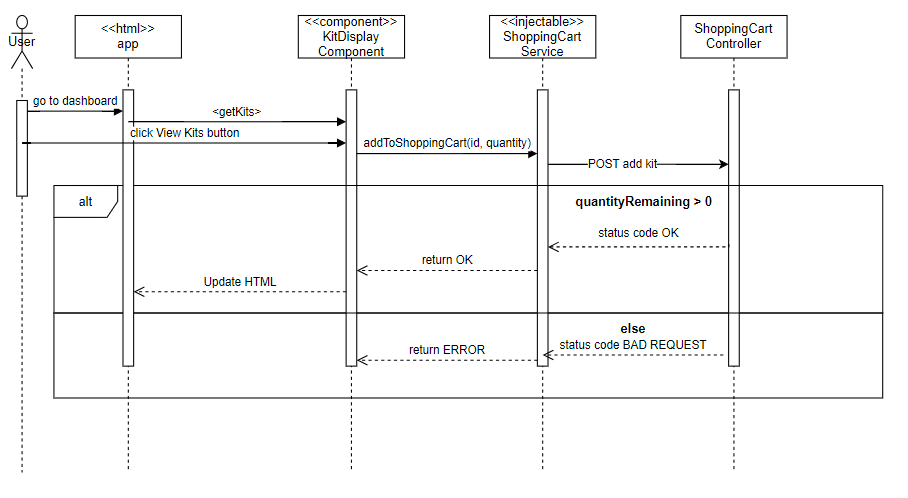 User
<<html>>
app
<<component>>
KitDisplay
Component
<<injectable>>
ShoppingCart
Service
ShoppingCart
Controller
go to dashboard
<getKits>
click View Kits button
addToShoppingCart(id, quantity)
POST add kit
alt
quantityRemaining > 0
status code OK
return OK
Update HTML
else
status code BAD REQUEST
return ERROR